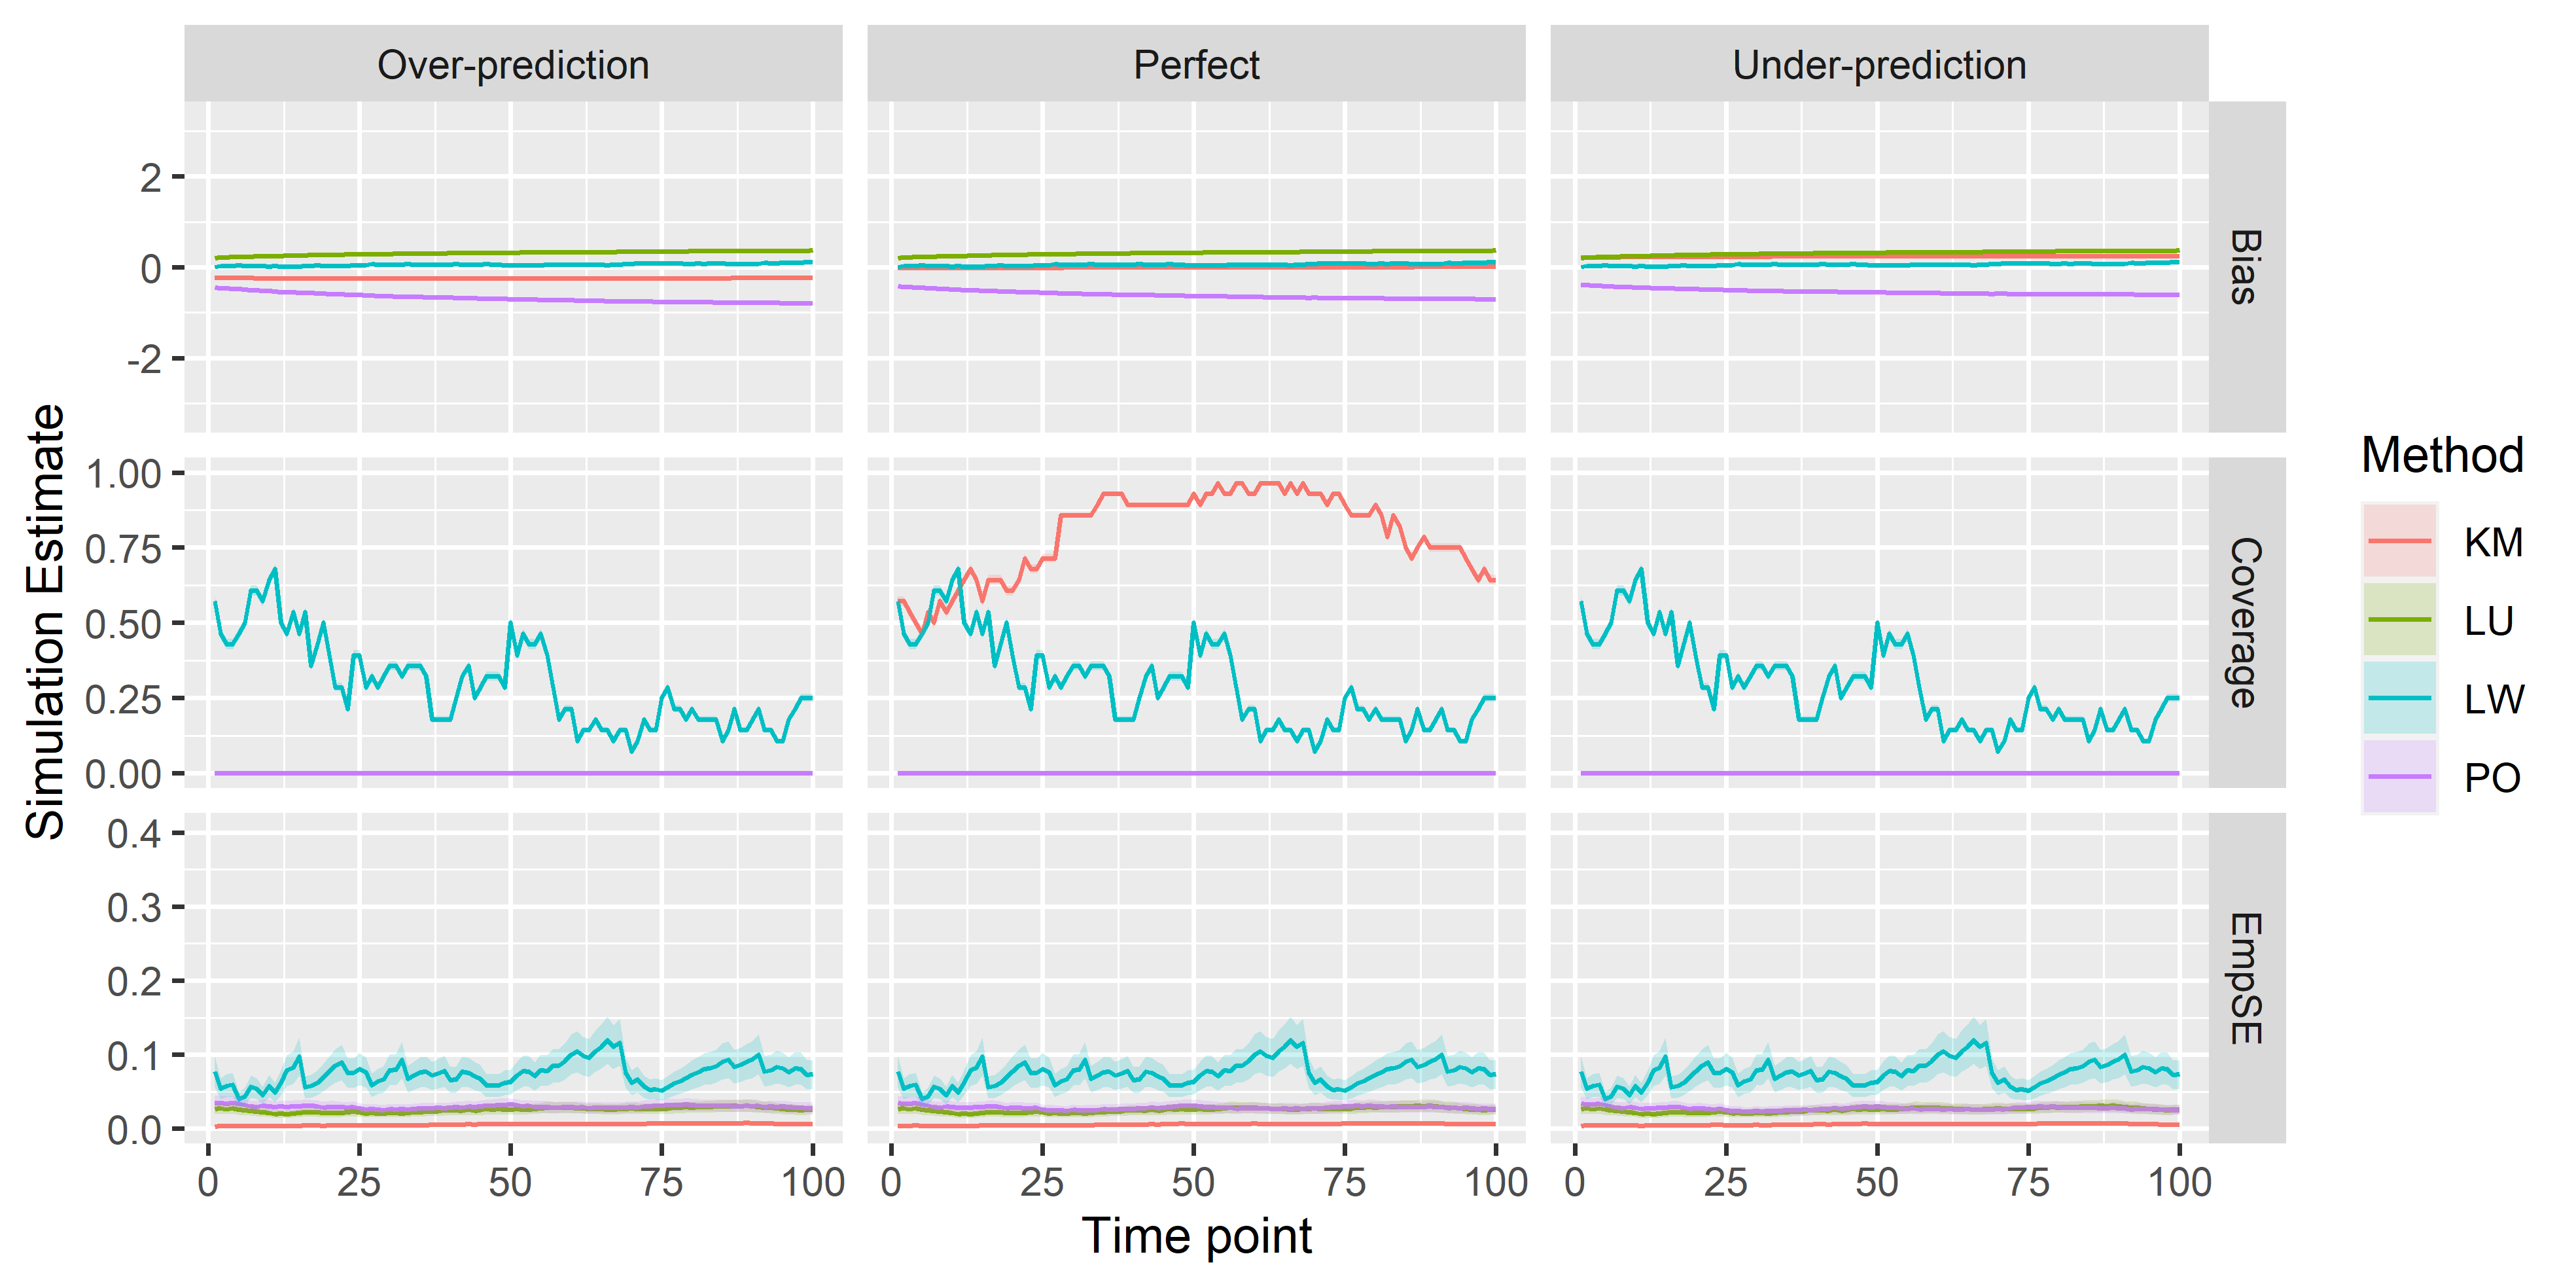 Over-prediction
Perfect
Under-prediction
2
0
-2
Bias
1.00
0.75
0.50
0.25
0.00
Coverage
0.4
0.3
0.2
0.1
0.0
EmpSE
0 25 50 75 100
0 25 50 75 100
0 25 50 75 100
Time point
Simulation Estimate
Method
KM
LU
LW
PO